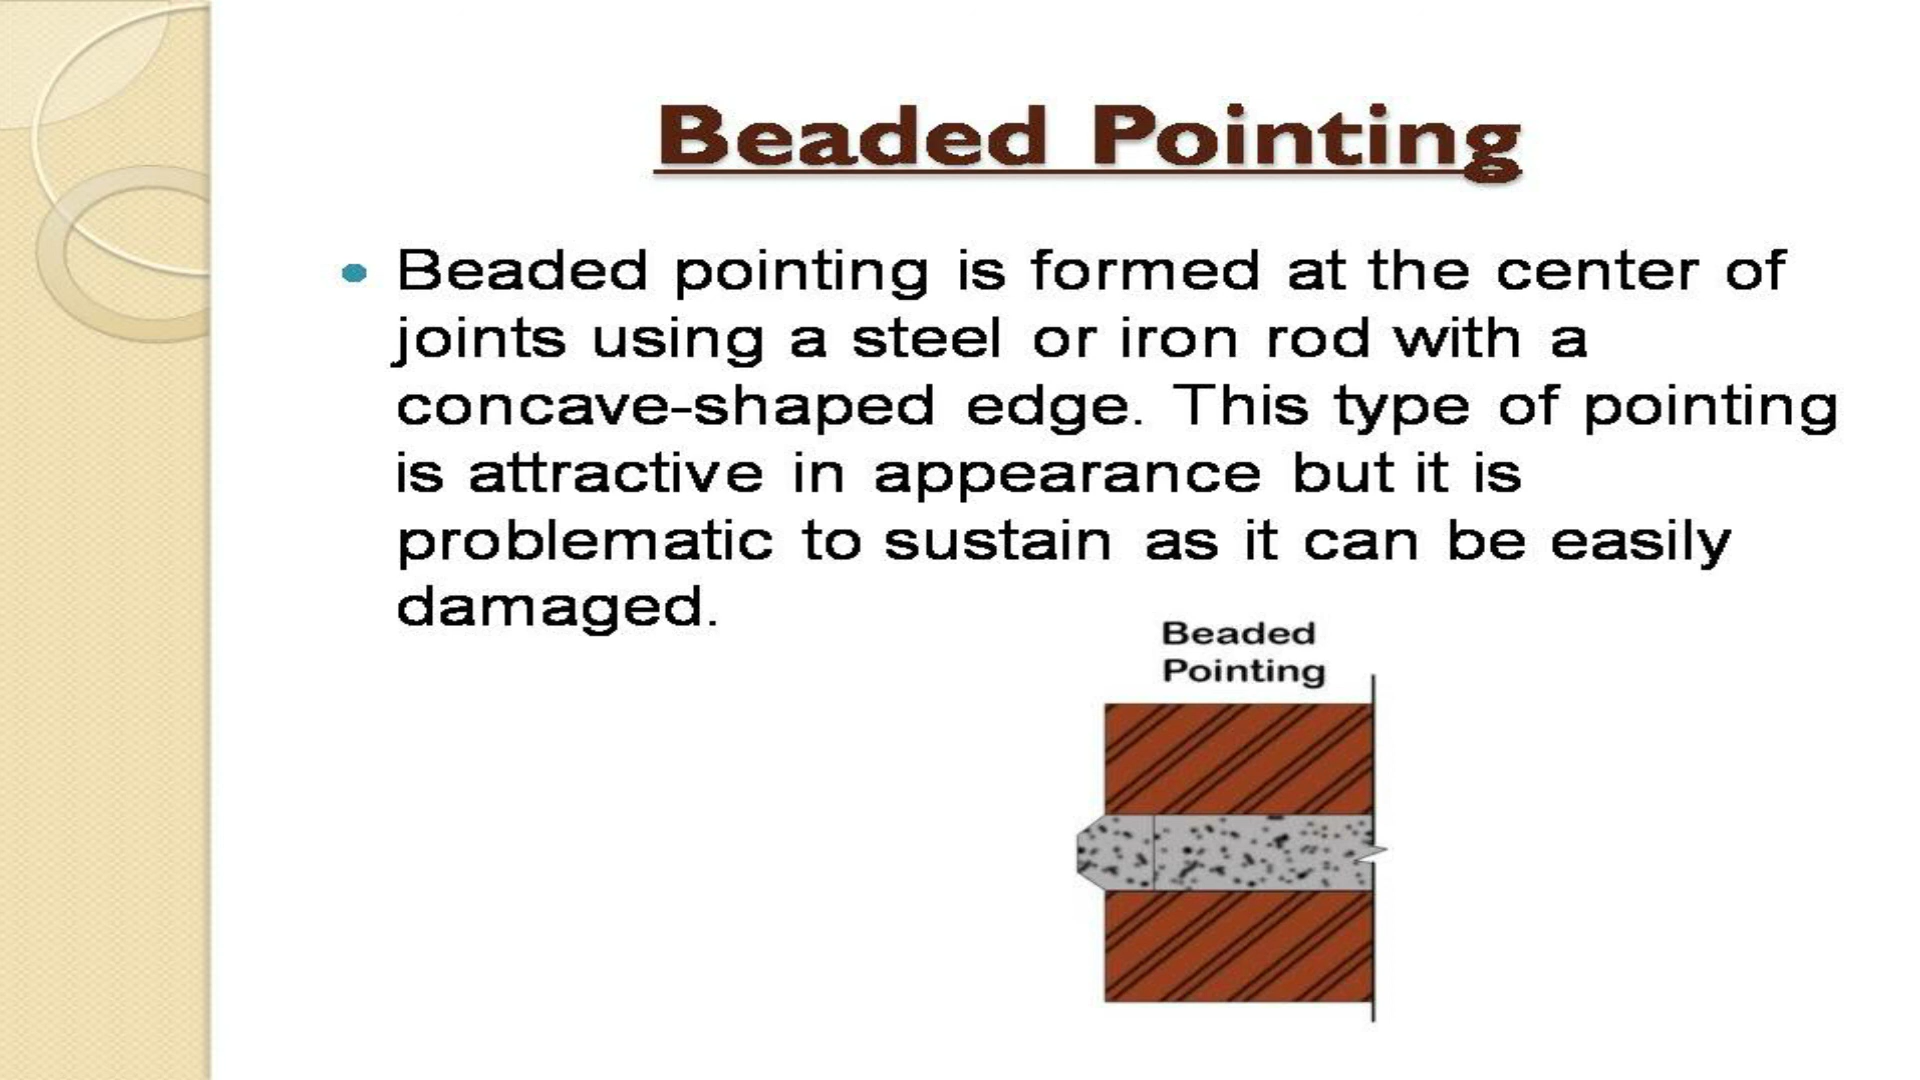 Beaded Pointing
• Beaded pointing is formed at the center of
joints using a steel or iron rod with a
concave-shaped edge. This type of pointing
is attractive in appearance but it is
problematic to sustain as it can be easily
damaged.
Beaded
Pointing